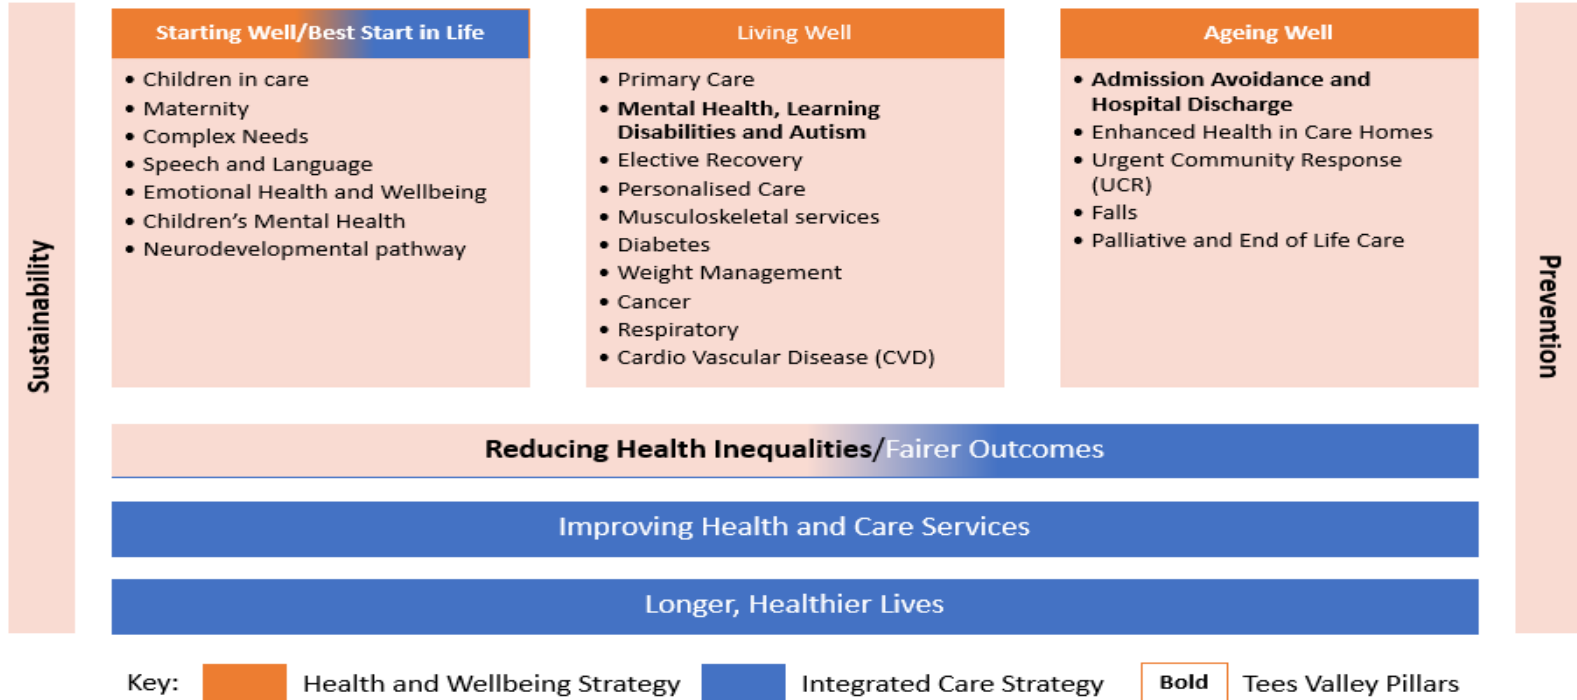 Sustainability
Starting Well/Best Start in Life
• Children in care
• Maternity
• Complex Needs
• Speech and Language
• Emotional Health and Wellbeing
• Children’s Mental Health
• Neurodevelopmental pathway
Living Well
• Primary Care
• Mental Health, Learning
Disabilities and Autism
• Elective Recovery
• Personalised Care
• Musculoskeletal services
• Diabetes
• Weight Management
• Cancer
• Respiratory
• Cardio Vascular Disease (CVD)
Ageing Well
• Admission Avoidance and
Hospital Discharge
• Enhanced Health in Care Homes
• Urgent Community Response
(UCR)
• Falls
• Palliative and End of Life Care
Prevention
Reducing Health Inequalities/Fairer Outcomes
Improving Health and Care Services
Longer, Healthier Lives
Key: Health and Wellbeing Strategy Integrated Care Strategy Bold Tees Valley Pillars